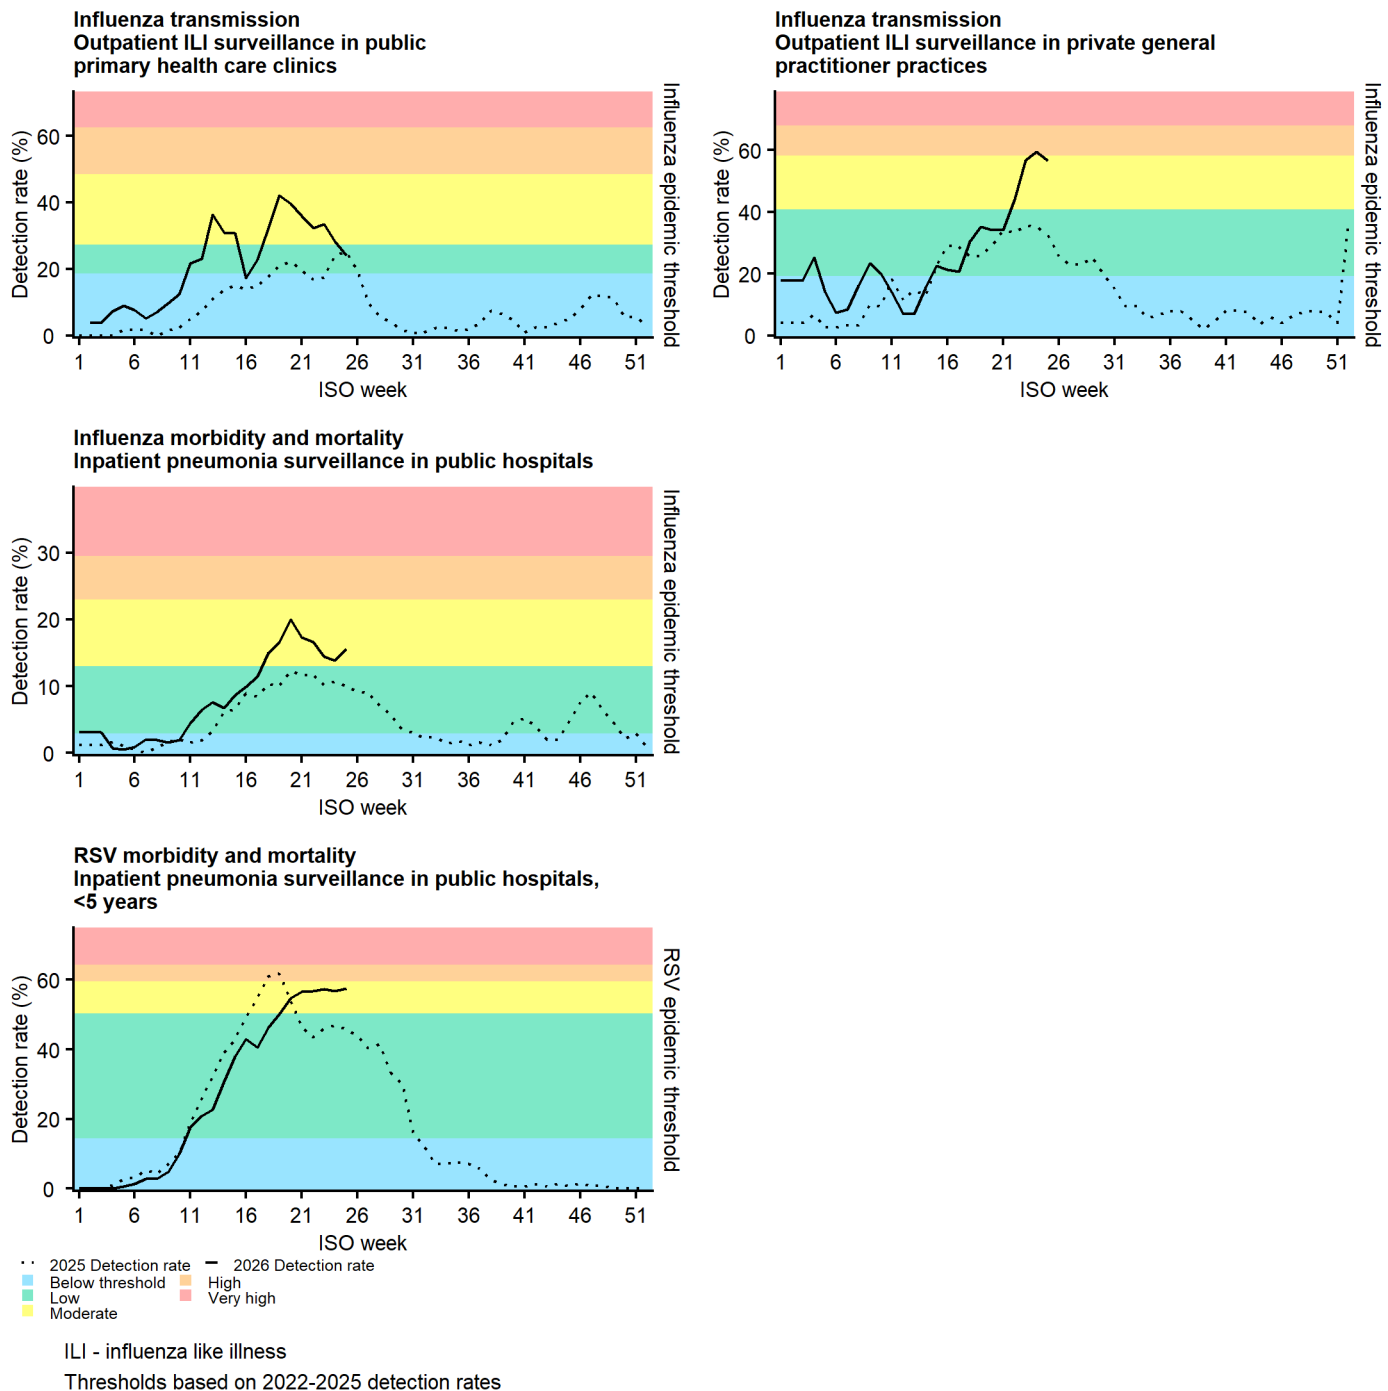 Influenza transmission
Outpatient ILI surveillance in public
primary health care clinics
Detection rate (%)
60
40
20
0
1 6 11 16 21 26 31 36 41 46 51
ISO week
Influenza epidemic threshold
Influenza transmission
Outpatient ILI surveillance in private general
practitioner practices
Detection rate (%)
60
40
20
0
1 6 11 16 21 26 31 36 41 46 51
ISO week
Influenza epidemic threshold
Influenza morbidity and mortality
Inpatient pneumonia surveillance in public hospitals
Detection rate (%)
30
20
10
0
1 6 11 16 21 26 31 36 41 46 51
ISO week
Influenza epidemic threshold
RSV morbidity and mortality
Inpatient pneumonia surveillance in public hospitals,
<5 years
Detection rate (%)
60
40
20
0
1 6 11 16 21 26 31 36 41 46 51
ISO week
RSV epidemic threshold
2025 Detection rate 2026 Detection rate
Below threshold High
Low Very high
Moderate
ILI - influenza like illness
Thresholds based on 2022-2025 detection rates